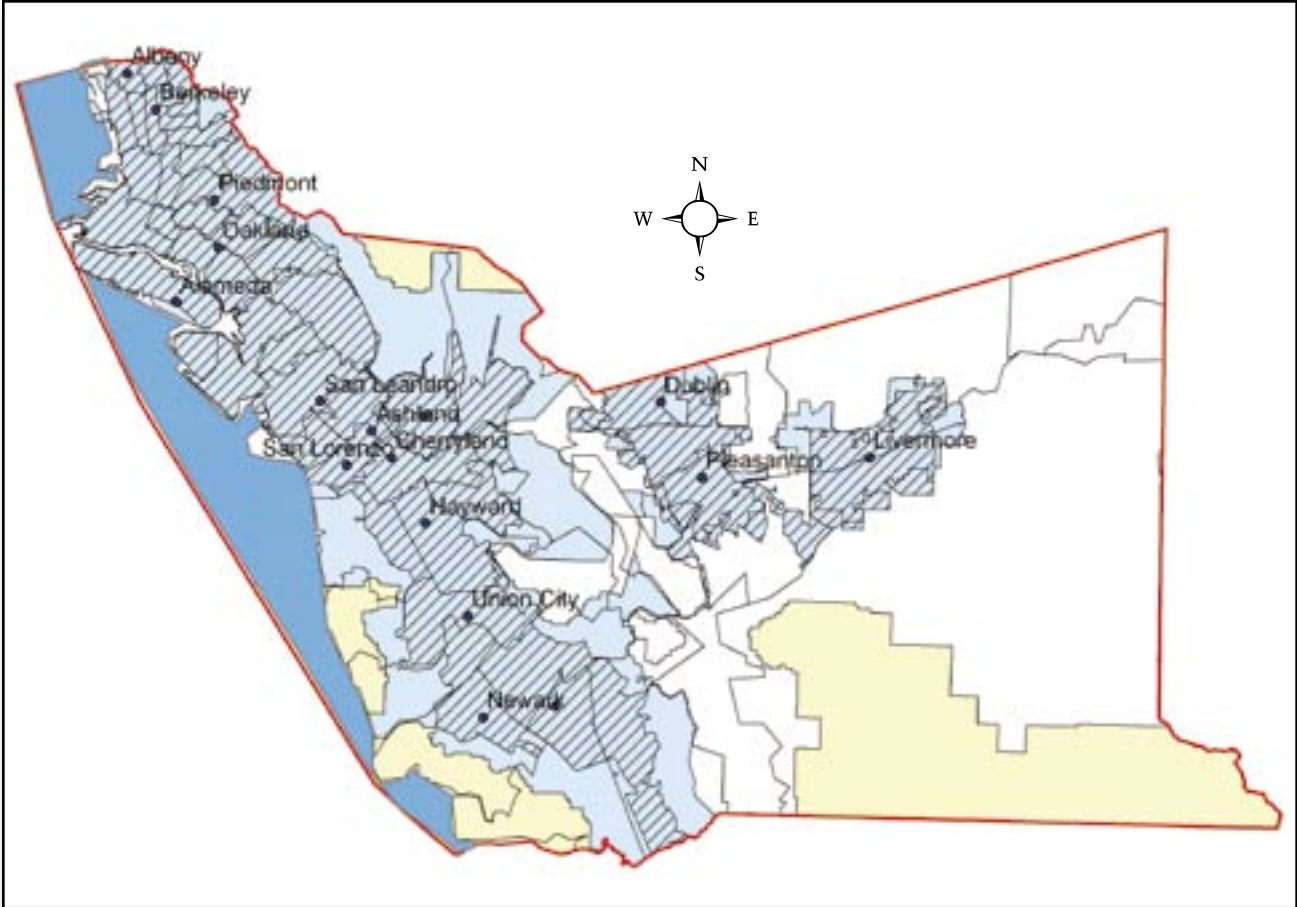 Albany
Berkeley
N
Piedmont
W E
Oakland
S
Alameda
San Leandro
Dublin
Ashland
San Lorenzo Cherryland
Livermore
Pleasanton
Hayward
Union City
Newark